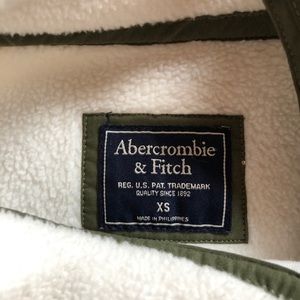 Abercrombie
& Fitch
REG. U.S. PAT. TRADEMARK
QUALITY SINCE 1892
XS
MADE IN PHILIPPINES